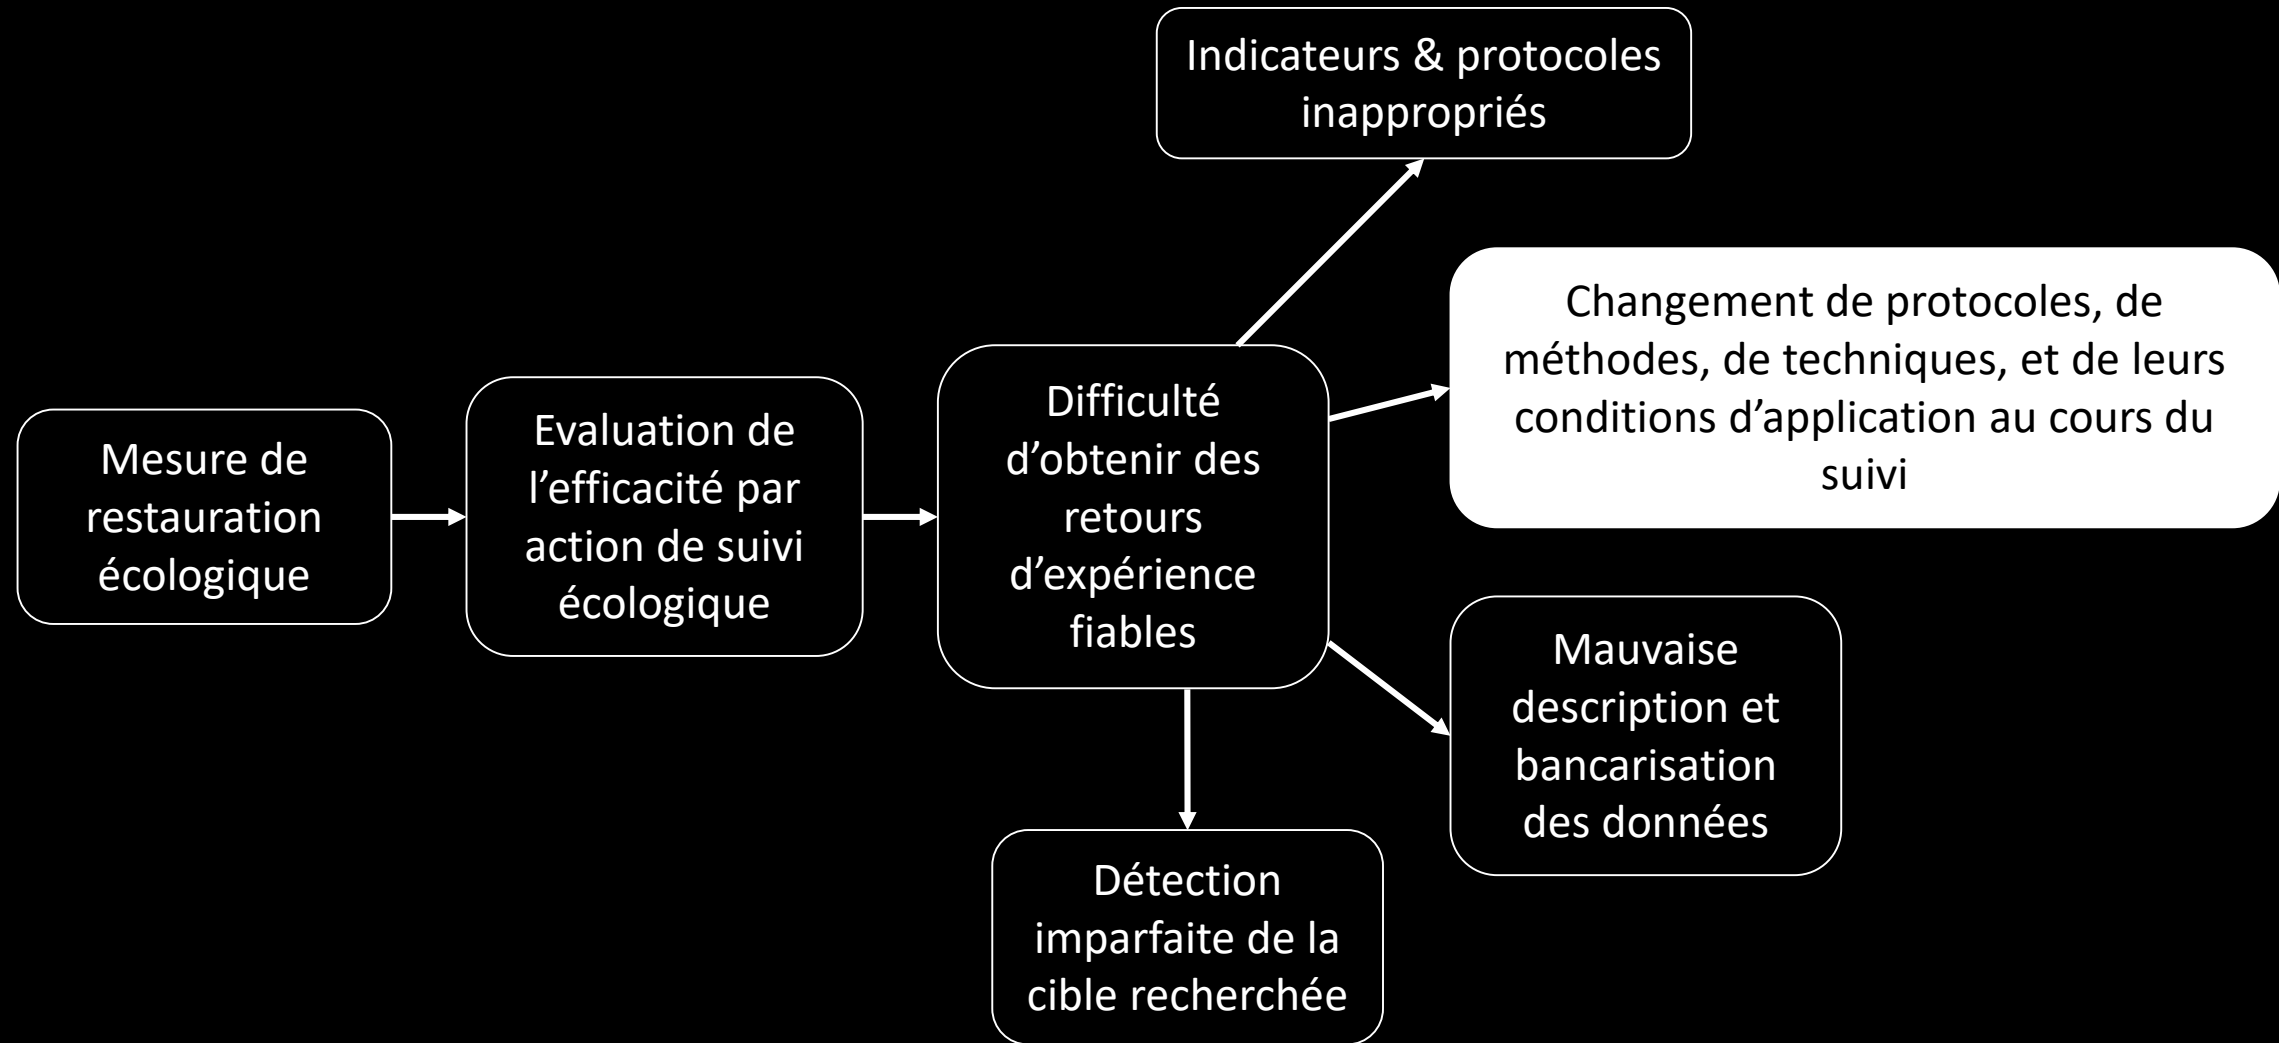 Indicateurs & protocoles
inappropriés
Changement de protocoles, de
méthodes, de techniques, et de leurs
conditions d’application au cours du
suivi
Mesure de
restauration
écologique
Evaluation de
l’efficacité par
action de suivi
écologique
Difficulté
d’obtenir des
retours
d’expérience
fiables
Mauvaise
description et
bancarisation
des données
Détection
imparfaite de la
cible recherchée